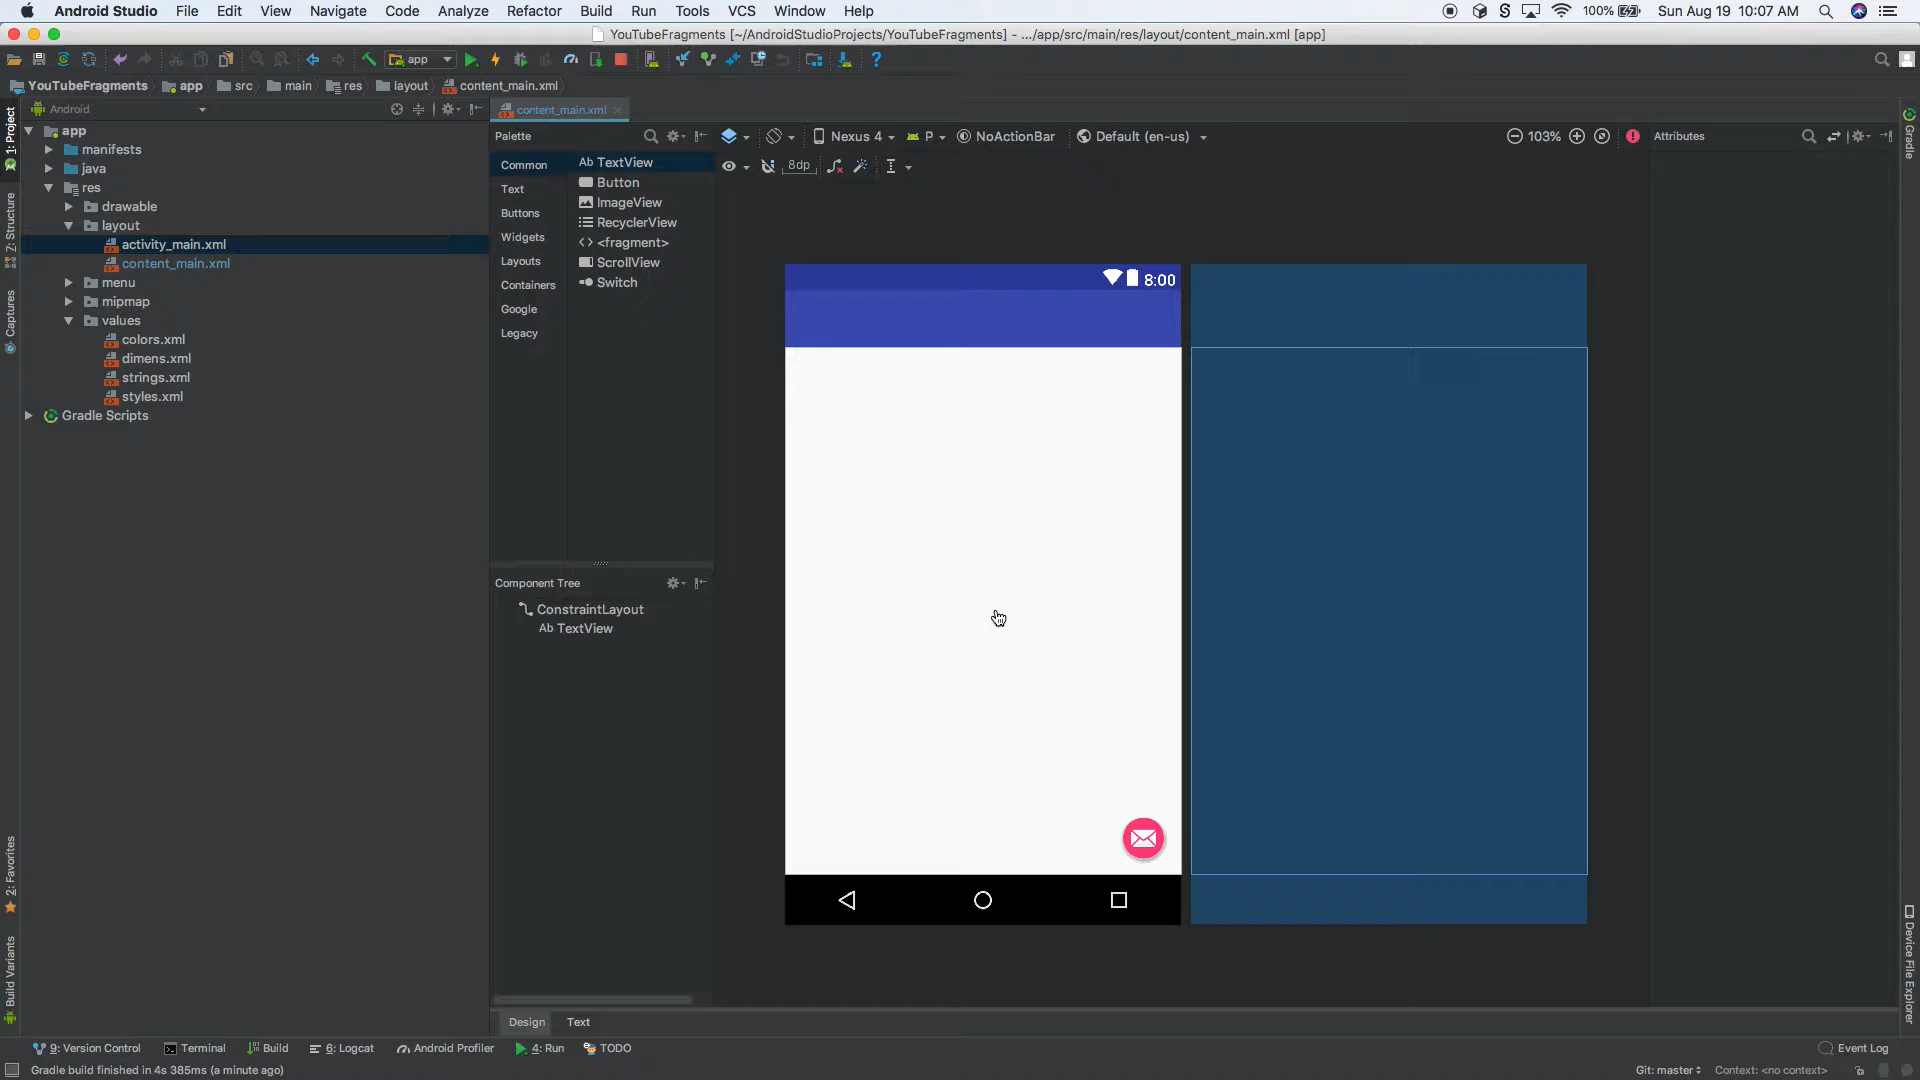 Android Studio File Edit View Navigate Code Analyze Refactor Build Run Tools VCS Window Help 100% Sun Aug 19 10:07 AM
YouTubeFragments [~/AndroidStudioProjects/YouTubeFragments] - .../app/src/main/res/layout/content_main.xml [app]
app
YouTubeFragments app src main res layout content_main.xml
Android
content_main.xml
1: Project
Z: Structure
Captures
2: Favorites
Build Variants
app
manifests
java
res
drawable
layout
activity_main.xml
content_main.xml
menu
mipmap
values
colors.xml
dimens.xml
strings.xml
styles.xml
Gradle Scripts
Palette
Common
Text
Buttons
Widgets
Layouts
Containers
Google
Legacy
Ab TextView
Button
ImageView
RecyclerView
<fragment>
ScrollView
Switch
Component Tree
ConstraintLayout
Ab TextView
Nexus 4 P NoActionBar Default (en-us) 103%
8dp
8:00
Attributes
Gradle
Device File Explorer
Design Text
9: Version Control Terminal Build 6: Logcat Android Profiler 4: Run TODO Event Log
Gradle build finished in 4s 385ms (a minute ago) Git: master Context: <no context>